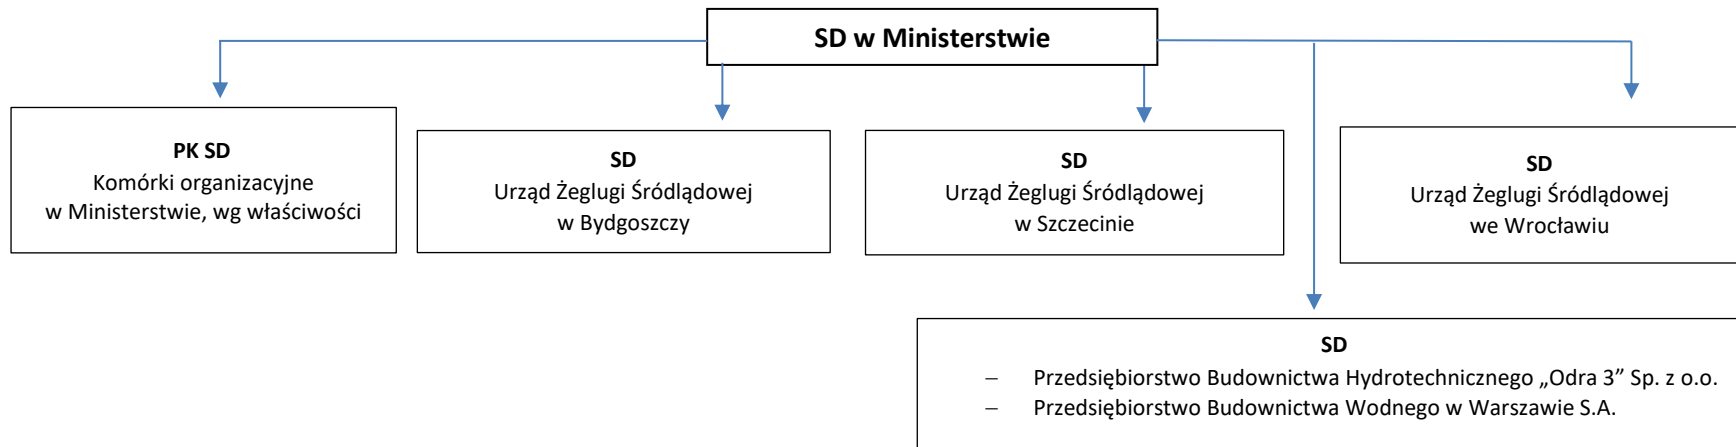 SD w Ministerstwie
PK SD
Komórki organizacyjne
w Ministerstwie, wg właściwości
SD
Urząd Żeglugi Śródlądowej
w Bydgoszczy
SD
Urząd Żeglugi Śródlądowej
w Szczecinie
SD
Urząd Żeglugi Śródlądowej
we Wrocławiu
SD
– Przedsiębiorstwo Budownictwa Hydrotechnicznego „Odra 3” Sp. z o.o.
– Przedsiębiorstwo Budownictwa Wodnego w Warszawie S.A.